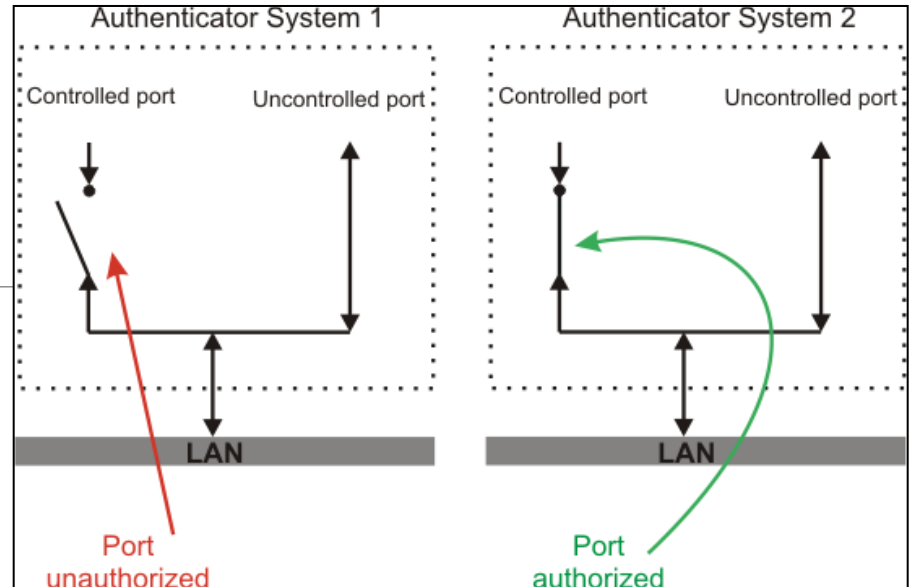 Authenticator System 1
Authenticator System 2
Controlled port
Uncontrolled port
Controlled port
Uncontrolled port
LAN
LAN
Port
unauthorized
Port
authorized